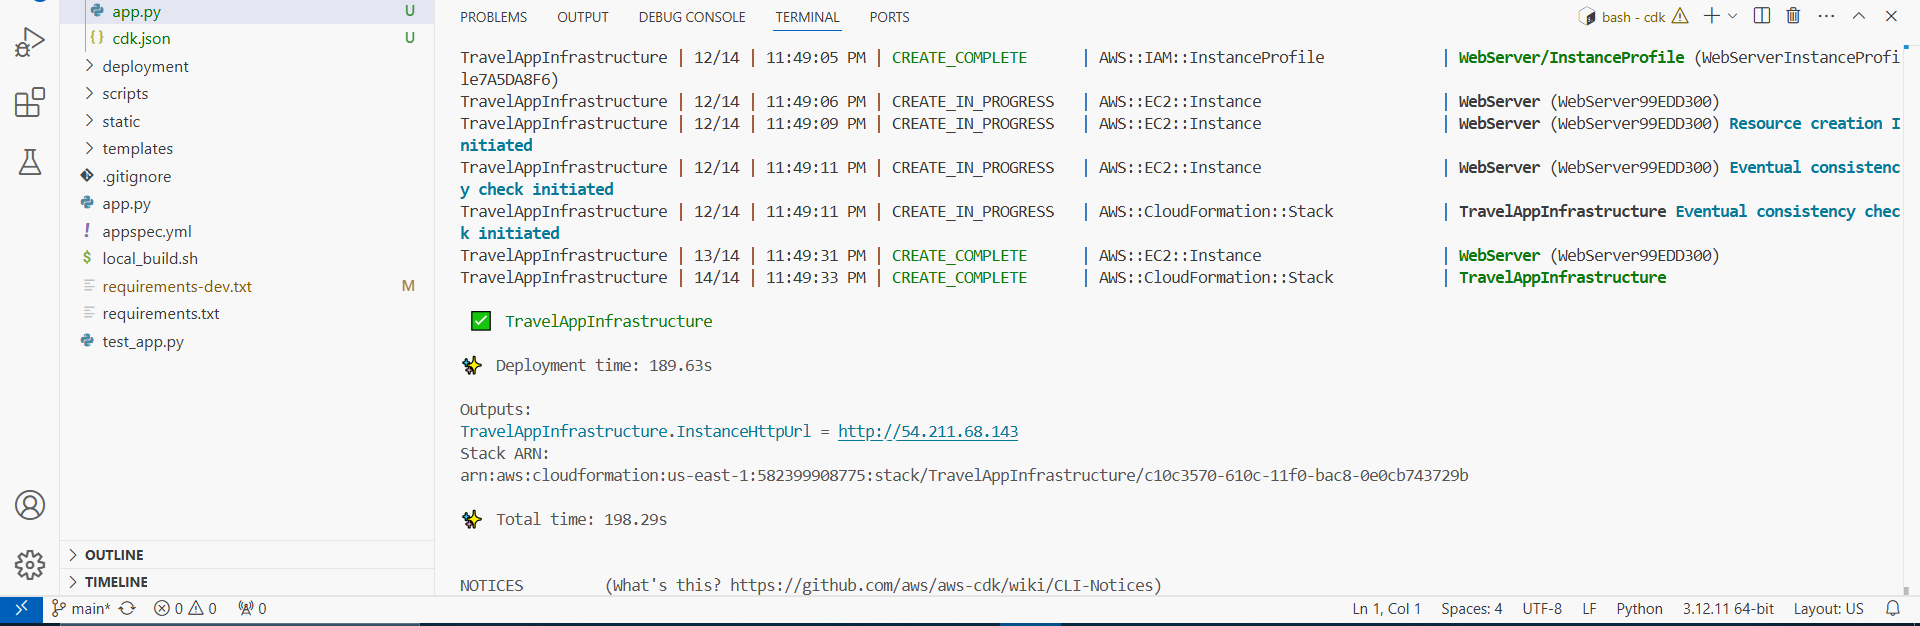 app.py U
cdk.json U
deployment
scripts
static
templates
.gitignore
app.py
appspec.yml
local_build.sh
requirements-dev.txt M
requirements.txt
test_app.py
OUTLINE
TIMELINE
PROBLEMS OUTPUT DEBUG CONSOLE TERMINAL PORTS
bash - cdk
TravelAppInfrastructure | 12/14 | 11:49:05 PM | CREATE_COMPLETE | AWS::IAM::InstanceProfile | WebServer/InstanceProfile (WebServerInstanceProfi
le7A5DA8F6)
TravelAppInfrastructure | 12/14 | 11:49:06 PM | CREATE_IN_PROGRESS | AWS::EC2::Instance | WebServer (WebServer99EDD300)
TravelAppInfrastructure | 12/14 | 11:49:09 PM | CREATE_IN_PROGRESS | AWS::EC2::Instance | WebServer (WebServer99EDD300) Resource creation I
nitiated
TravelAppInfrastructure | 12/14 | 11:49:11 PM | CREATE_IN_PROGRESS | AWS::EC2::Instance | WebServer (WebServer99EDD300) Eventual consistenc
y check initiated
TravelAppInfrastructure | 12/14 | 11:49:11 PM | CREATE_IN_PROGRESS | AWS::CloudFormation::Stack | TravelAppInfrastructure Eventual consistency chec
k initiated
TravelAppInfrastructure | 13/14 | 11:49:31 PM | CREATE_COMPLETE | AWS::EC2::Instance | WebServer (WebServer99EDD300)
TravelAppInfrastructure | 14/14 | 11:49:33 PM | CREATE_COMPLETE | AWS::CloudFormation::Stack | TravelAppInfrastructure
✅ TravelAppInfrastructure
✨ Deployment time: 189.63s
Outputs:
TravelAppInfrastructure.InstanceHttpUrl = http://54.211.68.143
Stack ARN:
arn:aws:cloudformation:us-east-1:582399908775:stack/TravelAppInfrastructure/c10c3570-610c-11f0-bac8-0e0cb743729b
✨ Total time: 198.29s
NOTICES (What's this? https://github.com/aws/aws-cdk/wiki/CLI-Notices)
main* 0 0 0 Ln 1, Col 1 Spaces: 4 UTF-8 LF Python 3.12.11 64-bit Layout: US